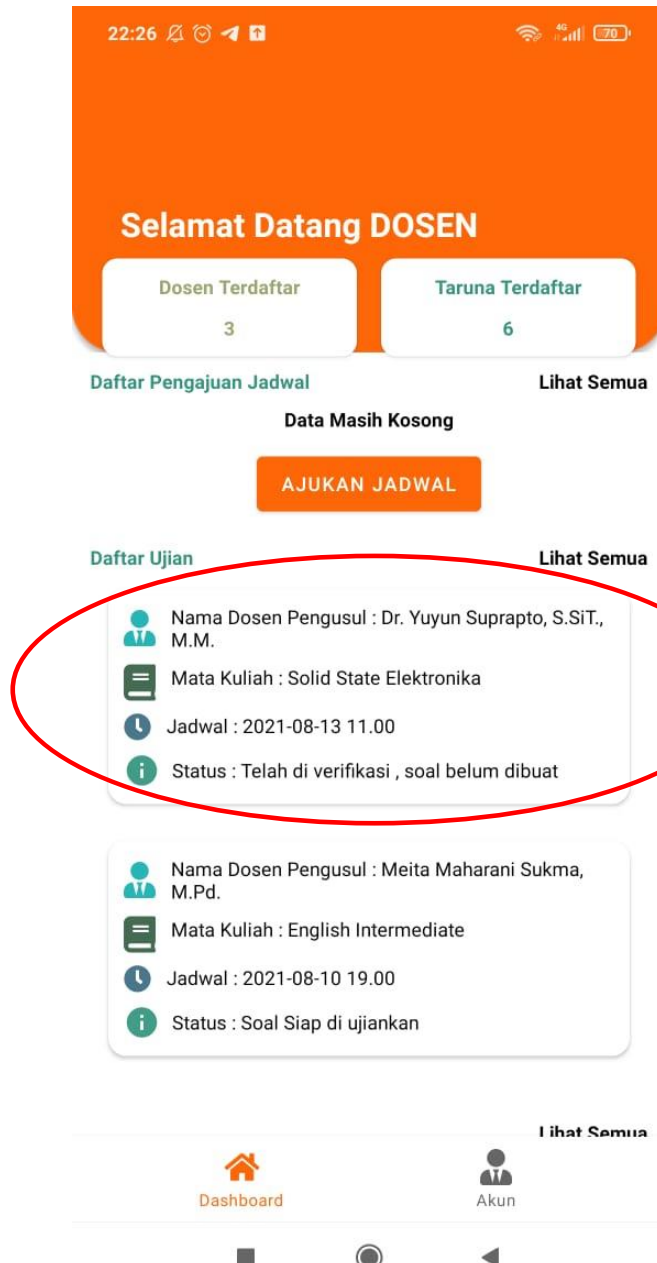 22:26 4G 70
Selamat Datang DOSEN
Dosen Terdaftar Taruna Terdaftar
3 6
Daftar Pengajuan Jadwal Lihat Semua
Data Masih Kosong
AJUKAN JADWAL
Daftar Ujian Lihat Semua
Nama Dosen Pengusul : Dr. Yuyun Suprapto, S.SiT.,
M.M.
Mata Kuliah : Solid State Elektronika
Jadwal : 2021-08-13 11.00
Status : Telah di verifikasi , soal belum dibuat
Nama Dosen Pengusul : Meita Maharani Sukma,
M.Pd.
Mata Kuliah : English Intermediate
Jadwal : 2021-08-10 19.00
Status : Soal Siap di ujiankan
Lihat Semua
Dashboard Akun